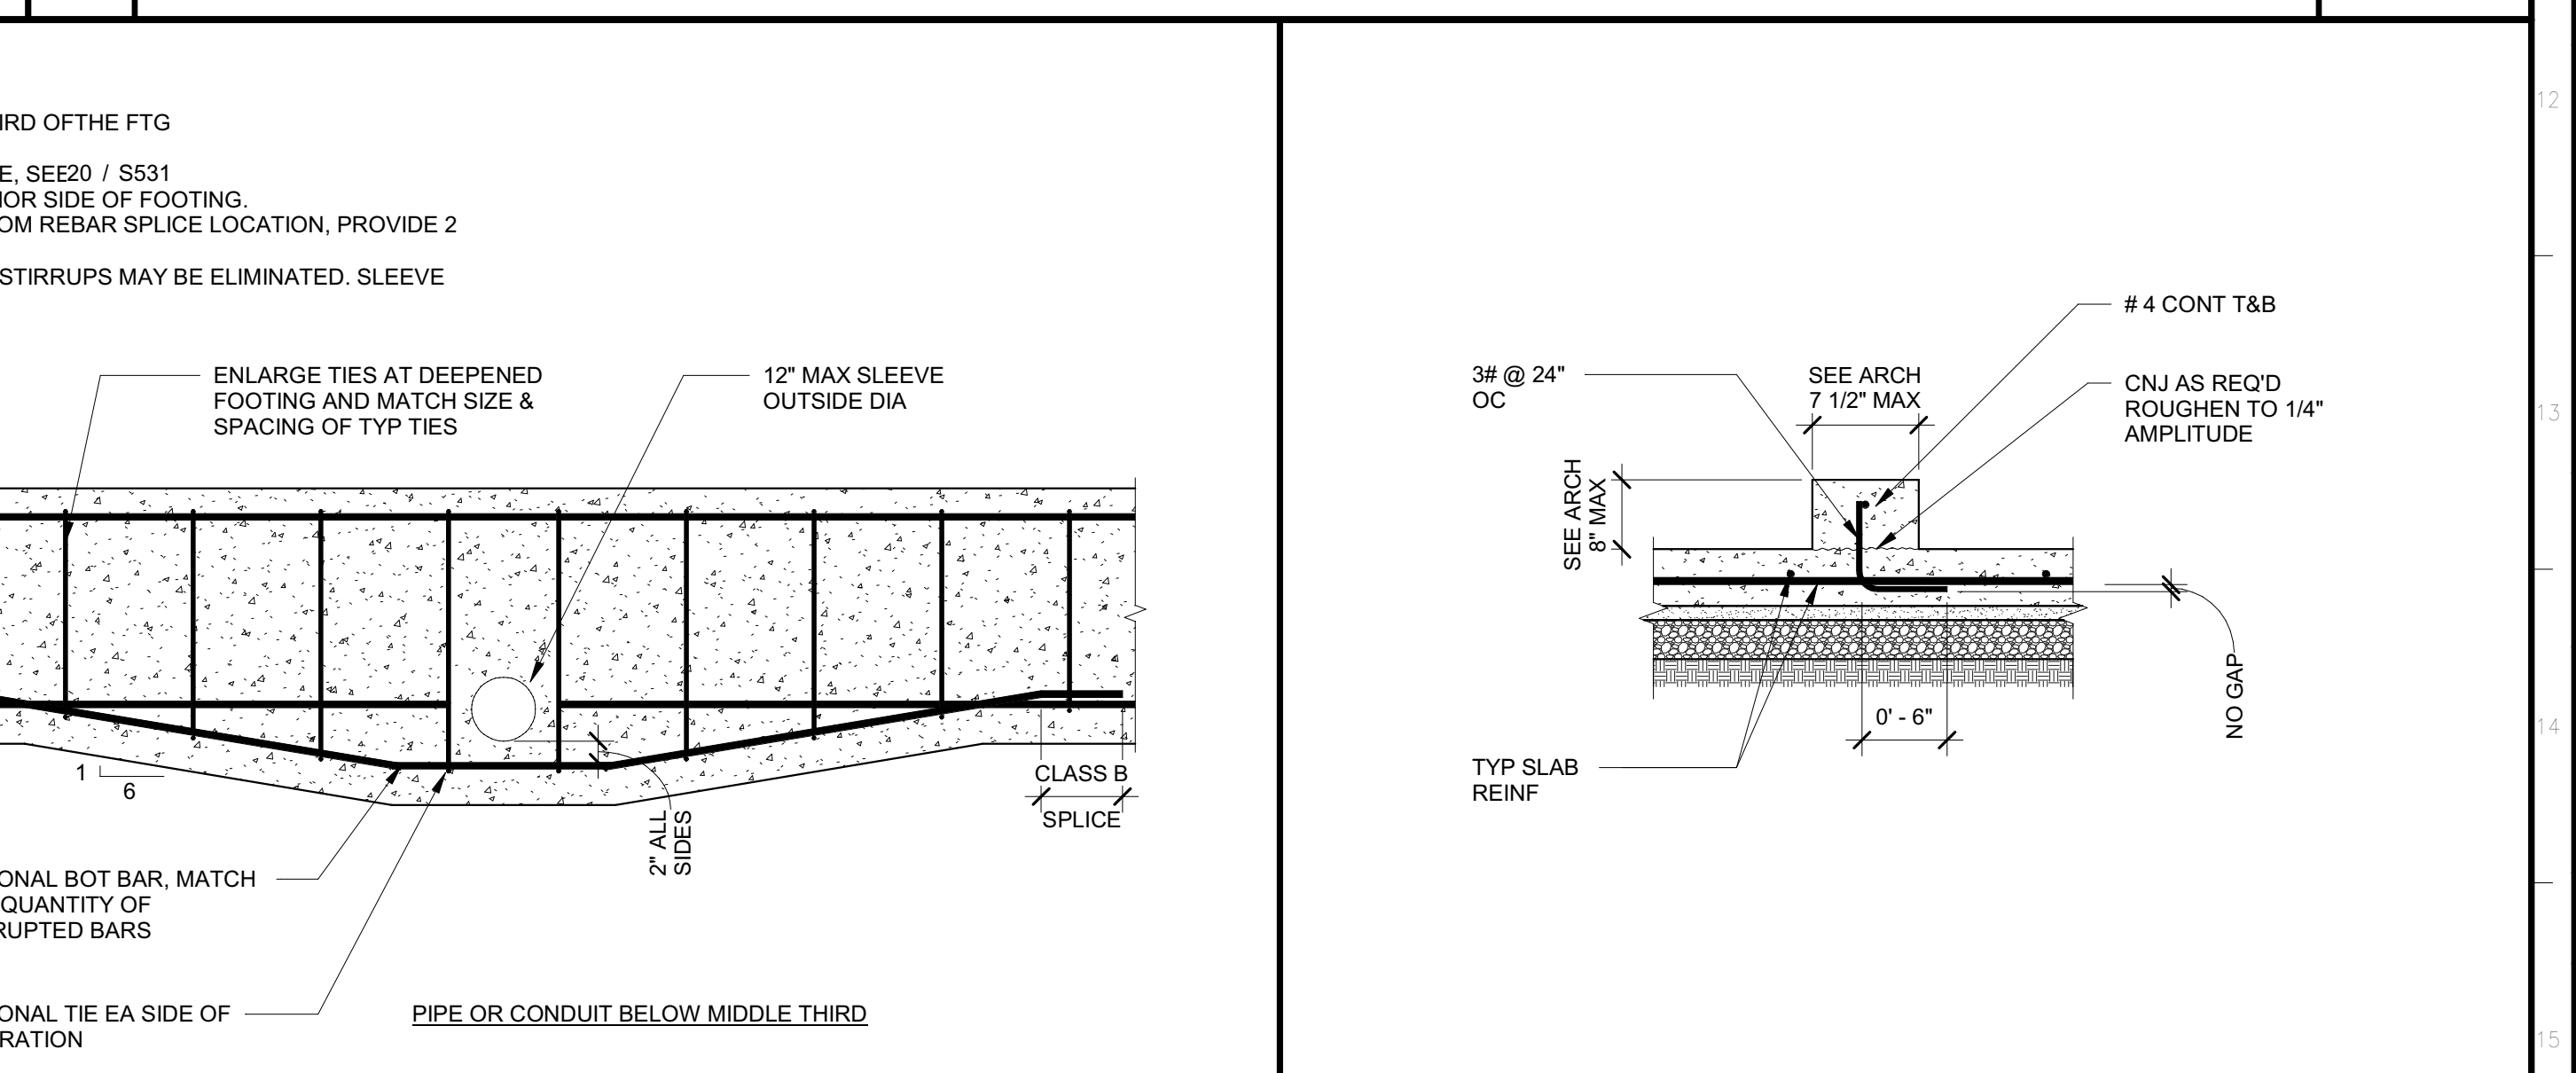 IRD OFTHE FTG
E, SEE20 / S531
IOR SIDE OF FOOTING.
OM REBAR SPLICE LOCATION, PROVIDE 2
STIRRUPS MAY BE ELIMINATED. SLEEVE
ENLARGE TIES AT DEEPENED
FOOTING AND MATCH SIZE &
SPACING OF TYP TIES
12" MAX SLEEVE
OUTSIDE DIA
1
6
2" ALL
SIDES
CLASS B
SPLICE
ONAL BOT BAR, MATCH
QUANTITY OF
RUPTED BARS
ONAL TIE EA SIDE OF
RATION
PIPE OR CONDUIT BELOW MIDDLE THIRD
# 4 CONT T&B
3# @ 24"
OC
SEE ARCH
7 1/2" MAX
CNJ AS REQ'D
ROUGHEN TO 1/4"
AMPLITUDE
SEE ARCH
8" MAX
NO GAP
0' - 6"
TYP SLAB
REINF
12
13
14
15